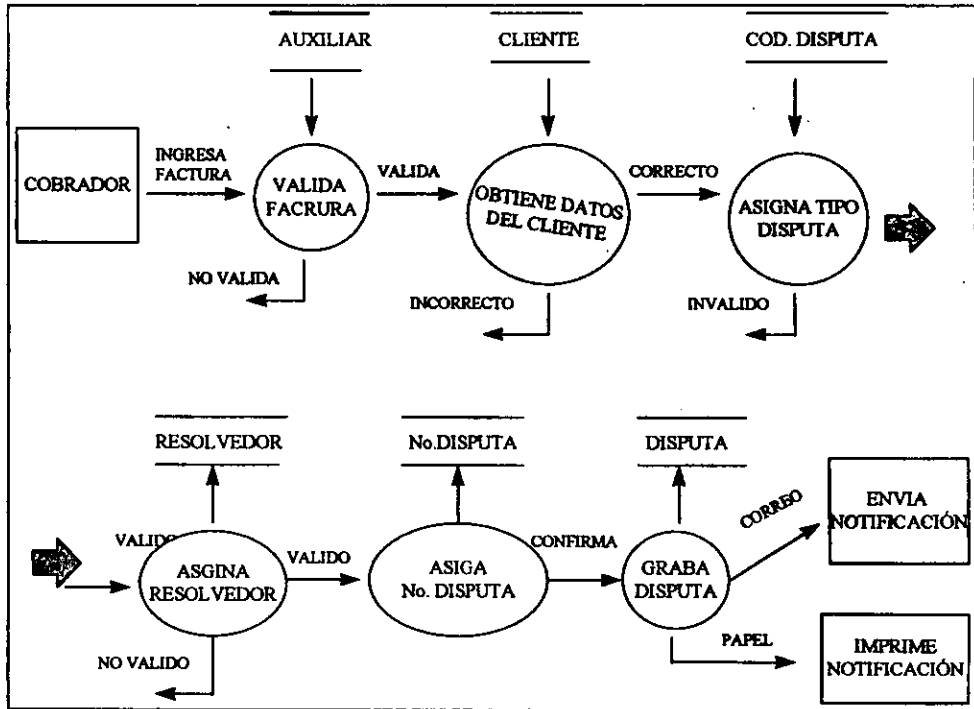 AUXILIAR
CLIENTE
COD. DISPUTA
COBRADOR
INGRESA
FACTURA
VALIDA
FACRURA
VALIDA
OBTIENE DATOS
DEL CLIENTE
CORRECTO
ASIGNA TIPO
DISPUTA
NO VALIDA
INCORRECTO
INVALIDO
RESOLVEDOR
No.DISPUTA
DISPUTA
VALIDO
ASGINA
RESOLVEDOR
VALIDO
ASIGA
No. DISPUTA
CONFIRMA
GRABA
DISPUTA
CORREO
ENVIA
NOTIFICACIÓN
NO VALIDO
PAPEL
IMPRIME
NOTIFICACIÓN